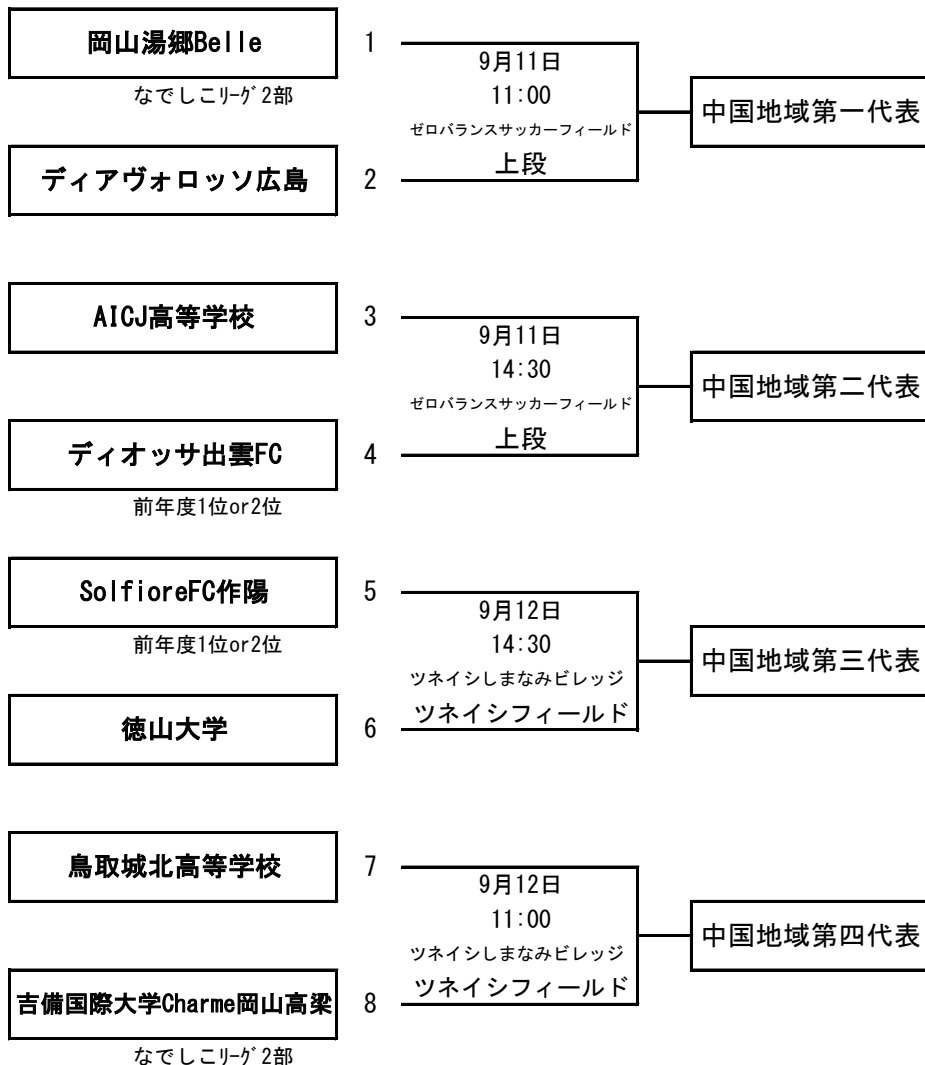 岡山湯郷Belle
1
なでしこリーグ2部
9月11日
11:00
ゼロバランスサッカーフィールド
上段
中国地域第一代表
ディアヴォロッソ広島
2
AICJ高等学校
3
9月11日
14:30
ゼロバランスサッカーフィールド
上段
中国地域第二代表
ディオッサ出雲FC
4
前年度1位or2位
SolfioreFC作陽
5
前年度1位or2位
9月12日
14:30
ツネイシしまなみビレッジ
ツネイシフィールド
中国地域第三代表
徳山大学
6
鳥取城北高等学校
7
9月12日
11:00
ツネイシしまなみビレッジ
ツネイシフィールド
中国地域第四代表
吉備国際大学Charme岡山高梁
8
なでしこリーグ2部